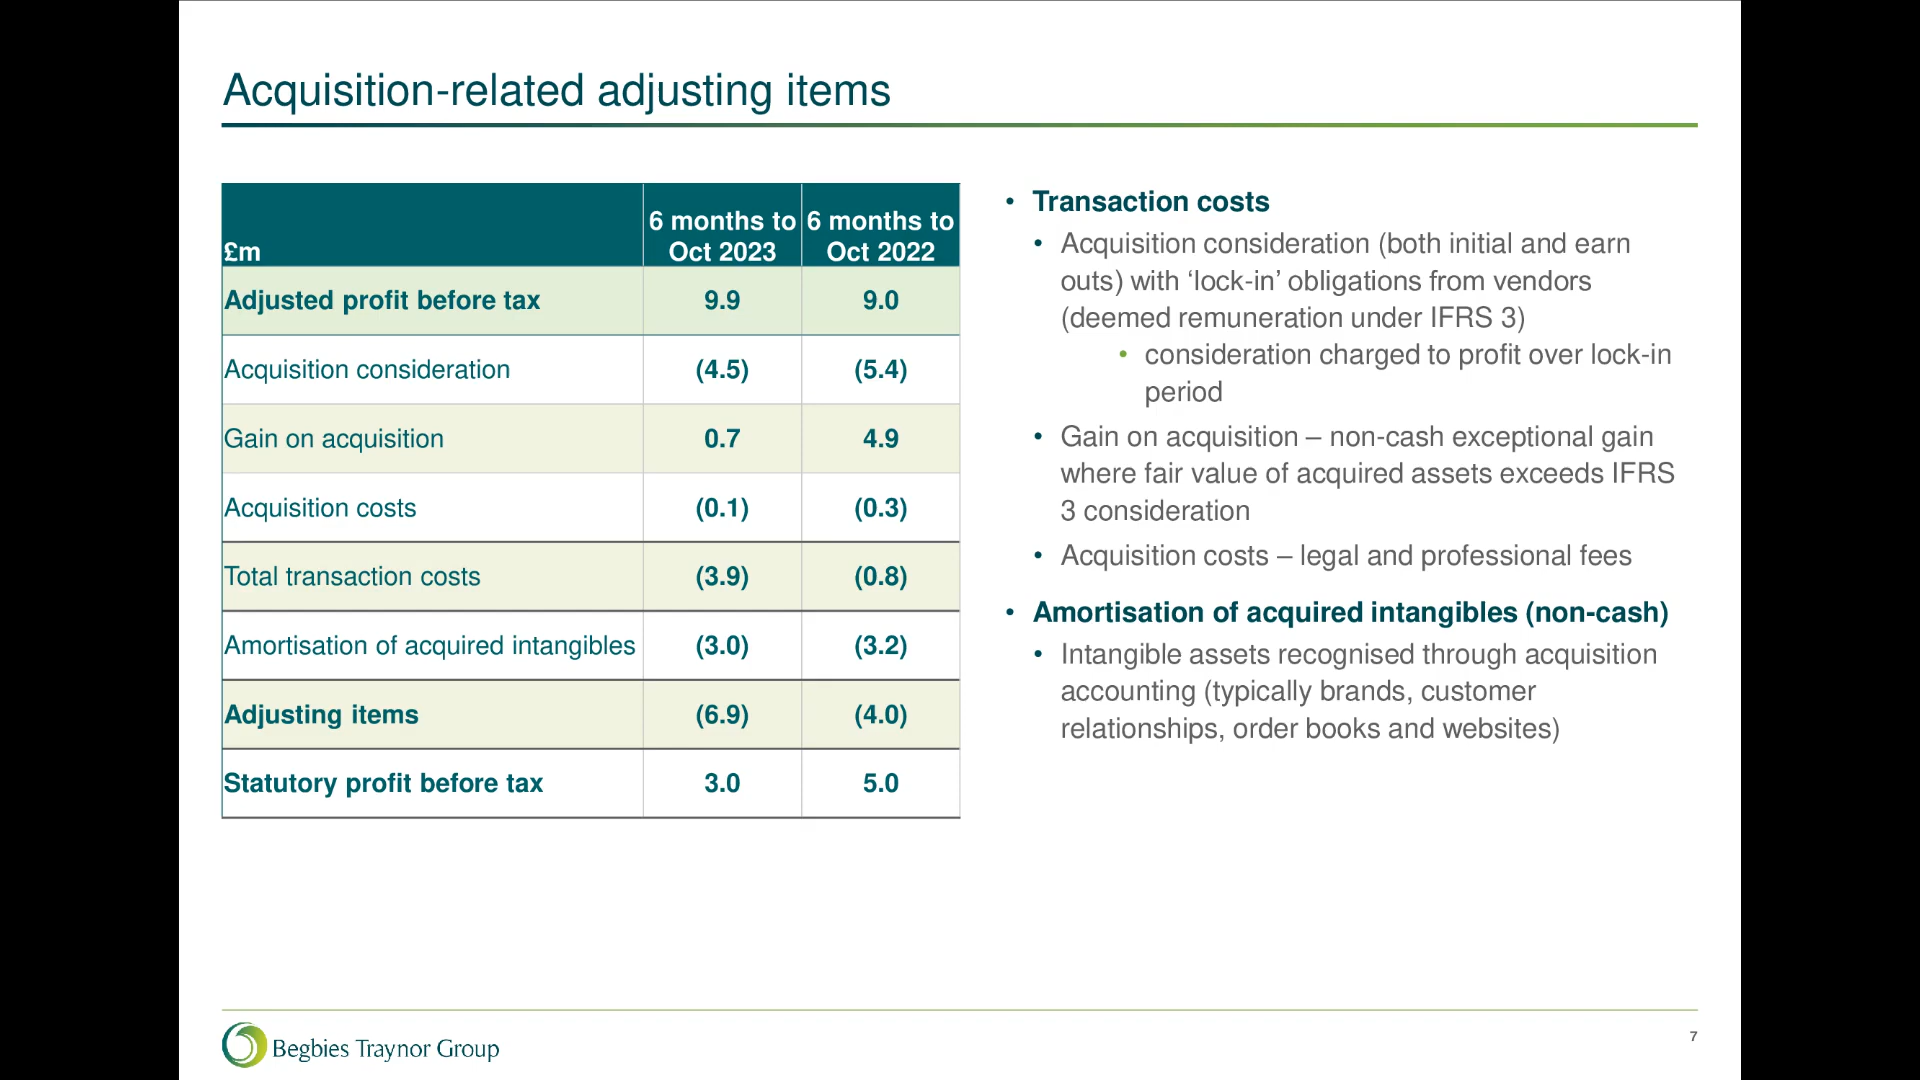 Acquisition-related adjusting items
£m
6 months to
Oct 2023
6 months to
Oct 2022
Adjusted profit before tax 9.9 9.0
Acquisition consideration (4.5) (5.4)
Gain on acquisition 0.7 4.9
Acquisition costs (0.1) (0.3)
Total transaction costs (3.9) (0.8)
Amortisation of acquired intangibles (3.0) (3.2)
Adjusting items (6.9) (4.0)
Statutory profit before tax 3.0 5.0
• Transaction costs
• Acquisition consideration (both initial and earn
outs) with ‘lock-in’ obligations from vendors
(deemed remuneration under IFRS 3)
• consideration charged to profit over lock-in
period
• Gain on acquisition – non-cash exceptional gain
where fair value of acquired assets exceeds IFRS
3 consideration
• Acquisition costs – legal and professional fees
• Amortisation of acquired intangibles (non-cash)
• Intangible assets recognised through acquisition
accounting (typically brands, customer
relationships, order books and websites)
Begbies Traynor Group
7